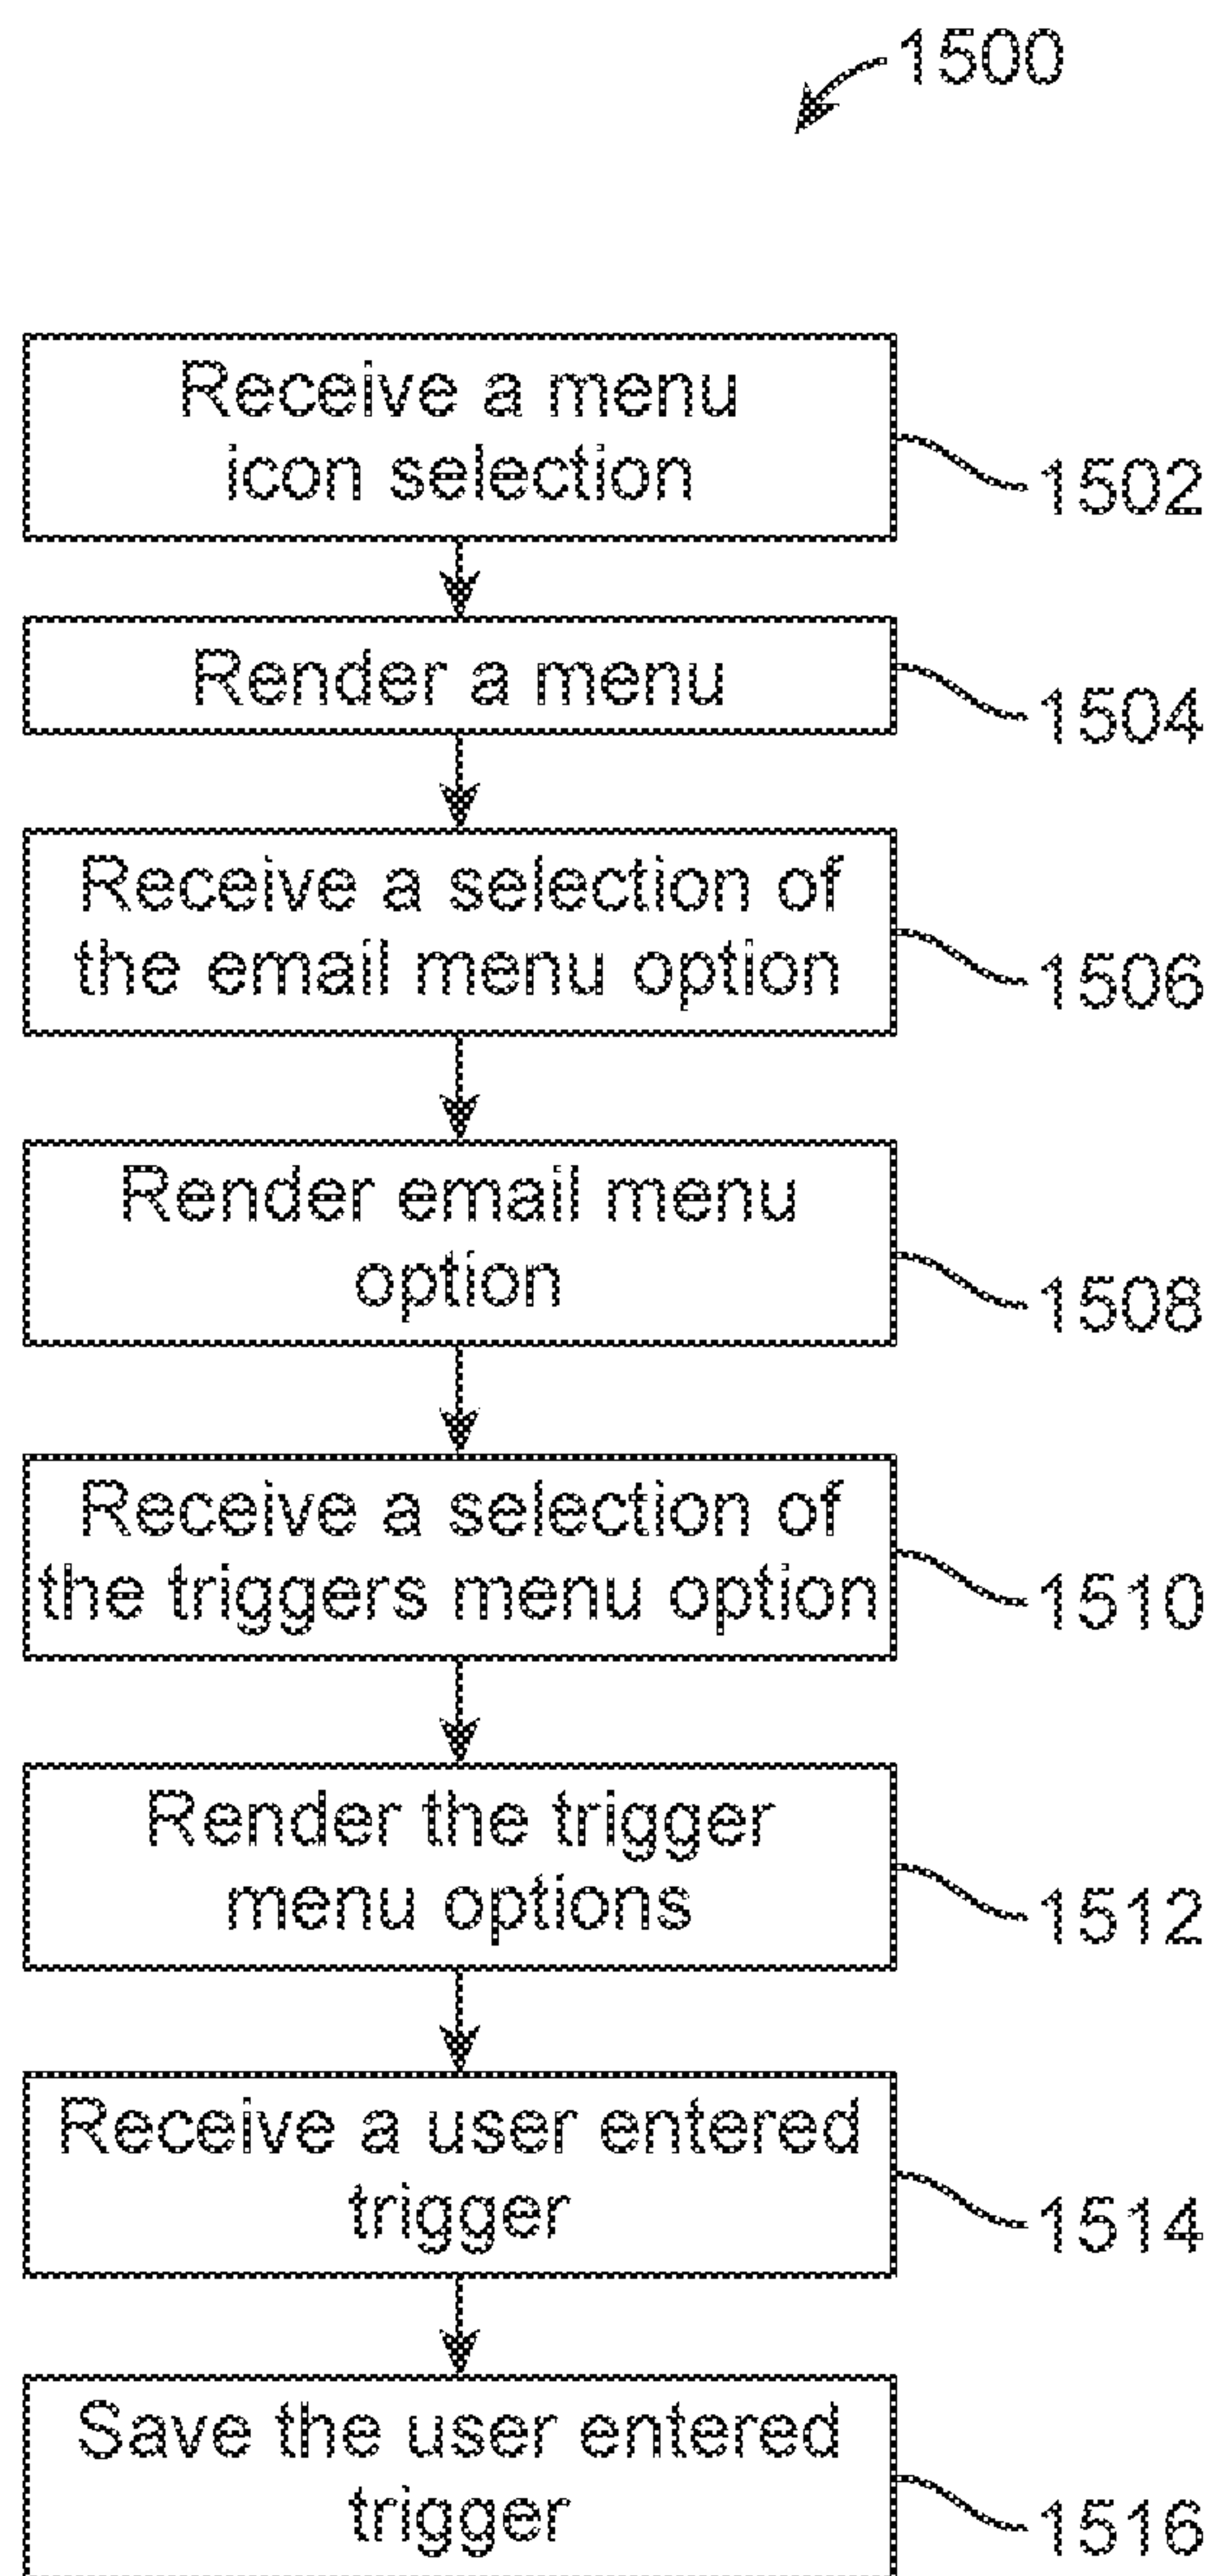 1500
Receive a menu
icon selection
1502
Render a menu
1504
Receive a selection of
the email menu option
1506
Render email menu
option
1508
Receive a selection of
the triggers menu option
1510
Render the trigger
menu options
1512
Receive a user entered
trigger
1514
Save the user entered
trigger
1516